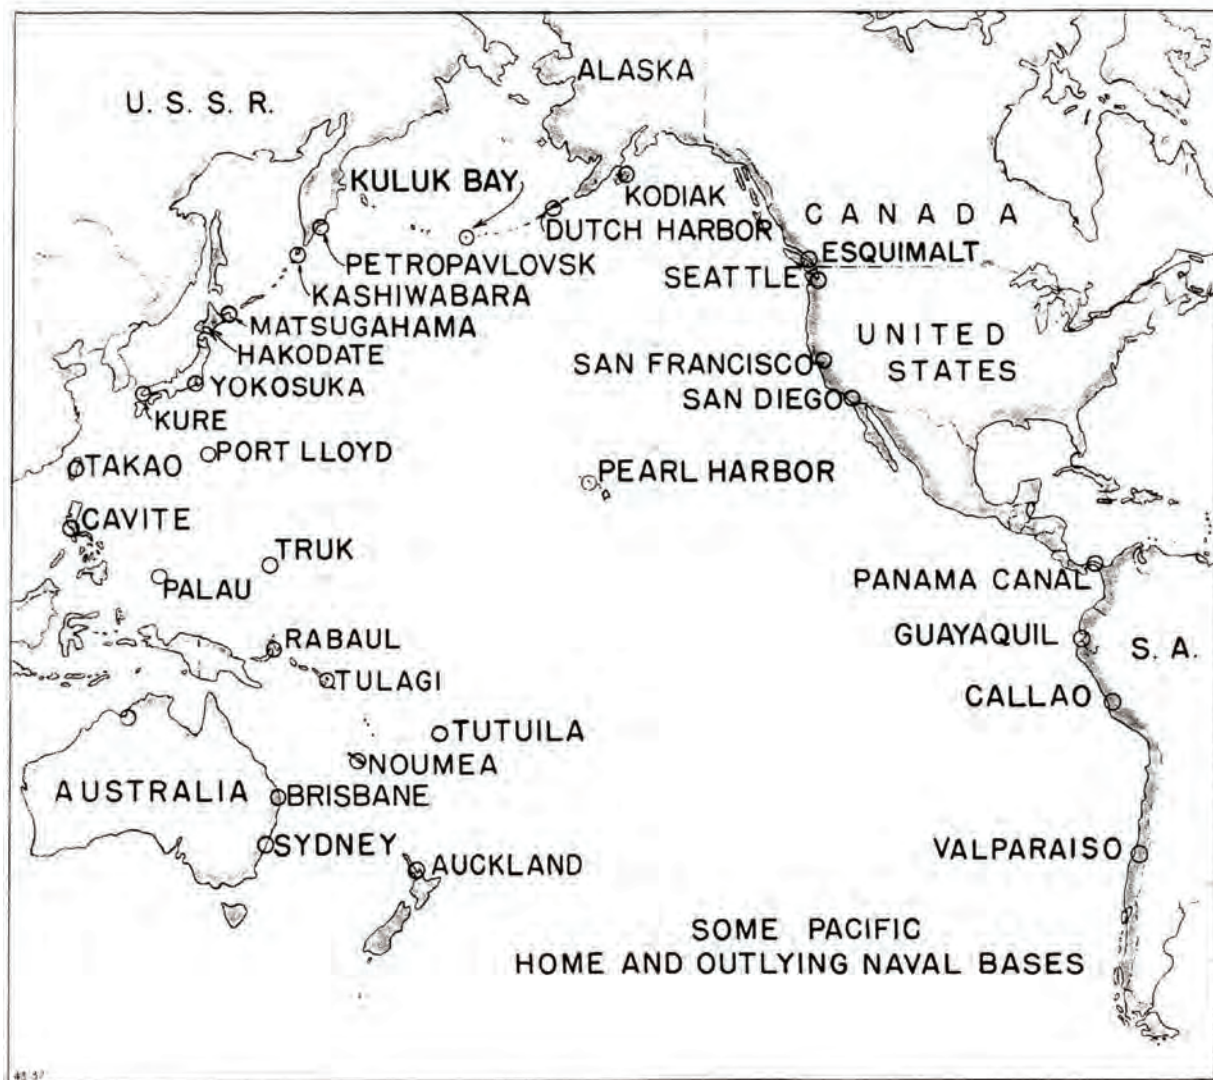 ALASKA
U. S. S. R.
KULUK BAY
KODIAK
CANADA
DUTCH HARBOR
ESQUIMALT
PETROPAVLOVSK
SEATTLE
KASHIWABARA
MATSUGAHAMA
UNITED
STATES
HAKODATE
SAN FRANCISCO
YOKOSUKA
SAN DIEGO
KURE
PORT LLOYD
TAKAO
PEARL HARBOR
CAVITE
TRUK
PANAMA CANAL
PALAU
RABAUL
GUAYAQUIL
S. A.
TULAGI
CALLAO
TUTUILA
NOUMEA
AUSTRALIA
BRISBANE
SYDNEY
VALPARAISO
AUCKLAND
SOME PACIFIC
HOME AND OUTLYING NAVAL BASES